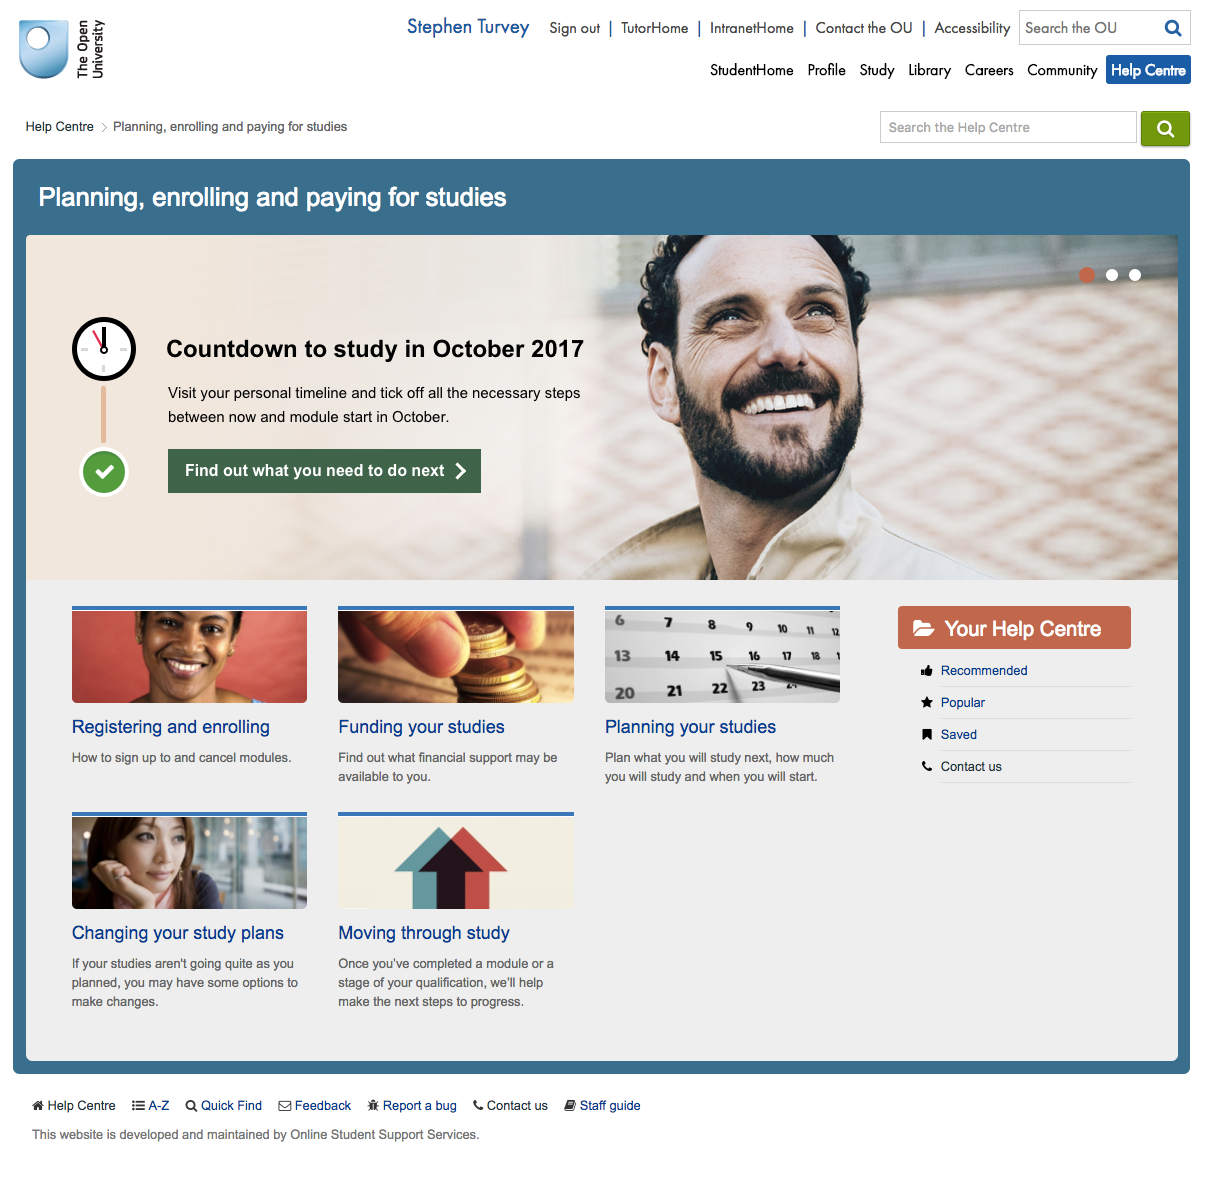 The Open
University
Stephen Turvey Sign out | TutorHome | IntranetHome | Contact the OU | Accessibility Search the OU
StudentHome Profile Study Library Careers Community Help Centre
Help Centre Planning, enrolling and paying for studies Search the Help Centre
Planning, enrolling and paying for studies
Countdown to study in October 2017
Visit your personal timeline and tick off all the necessary steps
between now and module start in October.
Find out what you need to do next
6 7 8 9 10 11 12
13 14 15 16 17 18
20 21 22 23
Registering and enrolling
How to sign up to and cancel modules.
Funding your studies
Find out what financial support may be
available to you.
Planning your studies
Plan what you will study next, how much
you will study and when you will start.
Your Help Centre
Recommended
Popular
Saved
Contact us
Changing your study plans
If your studies aren't going quite as you
planned, you may have some options to
make changes.
Moving through study
Once you've completed a module or a
stage of your qualification, we'll help
make the next steps to progress.
Help Centre A-Z Quick Find Feedback Report a bug Contact us Staff guide
This website is developed and maintained by Online Student Support Services.